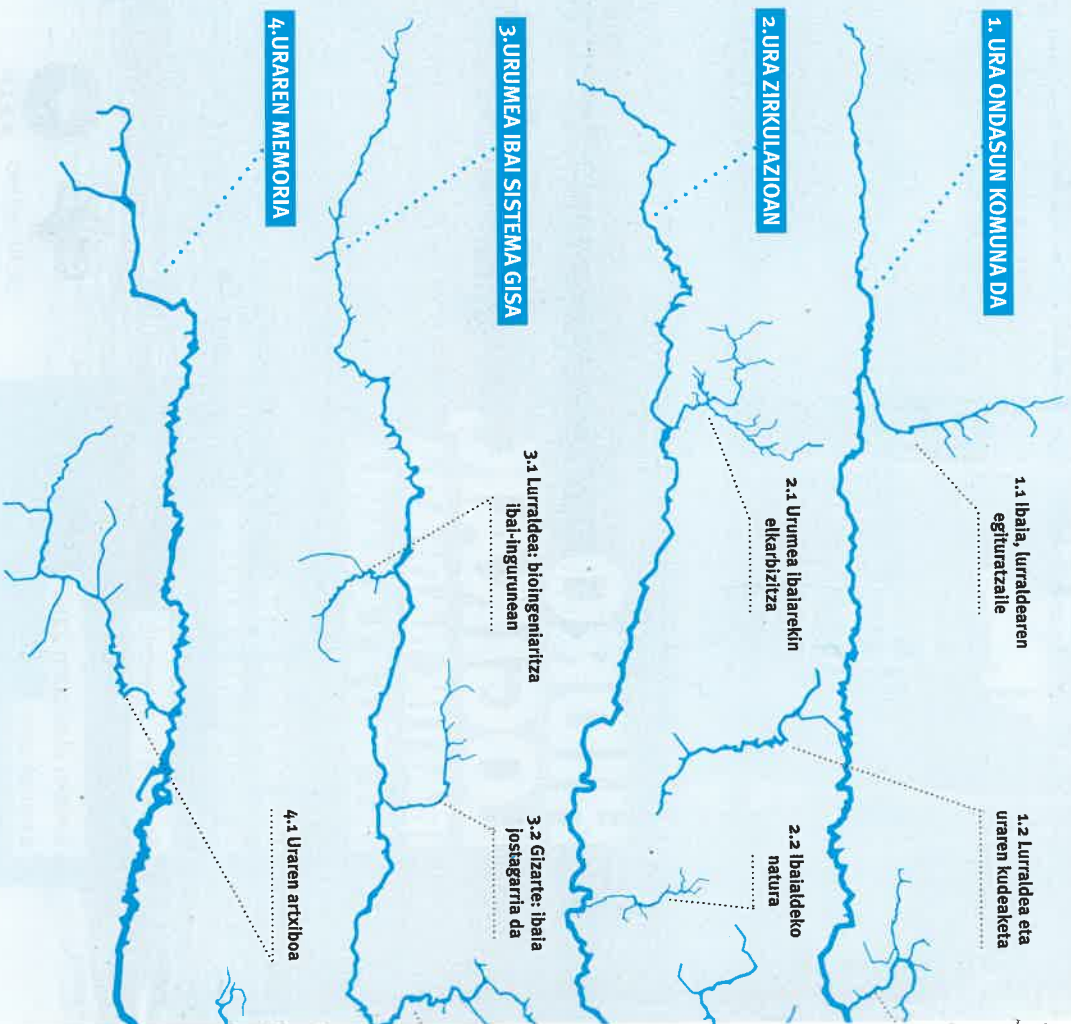 1. URA ONDASUN KOMUNA DA
1.1 Ibaia, lurraldearen
egituratzaile
1.2 Lurraldea eta
uraren kudeaketa
2.URA ZIRKULAZIOAN
2.1 Urumea ibaiarekin
elkarbizitza
2.2 Ibaialdeko
natura
3.URUMEA IBAI SISTEMA GISA
3.1 Lurraldea: bioingeniaritza
ibai-ingurunean
3.2 Gizarte: ibaia
jostagarria da
4.URAREN MEMORIA
4.1 Uraren artxiboa